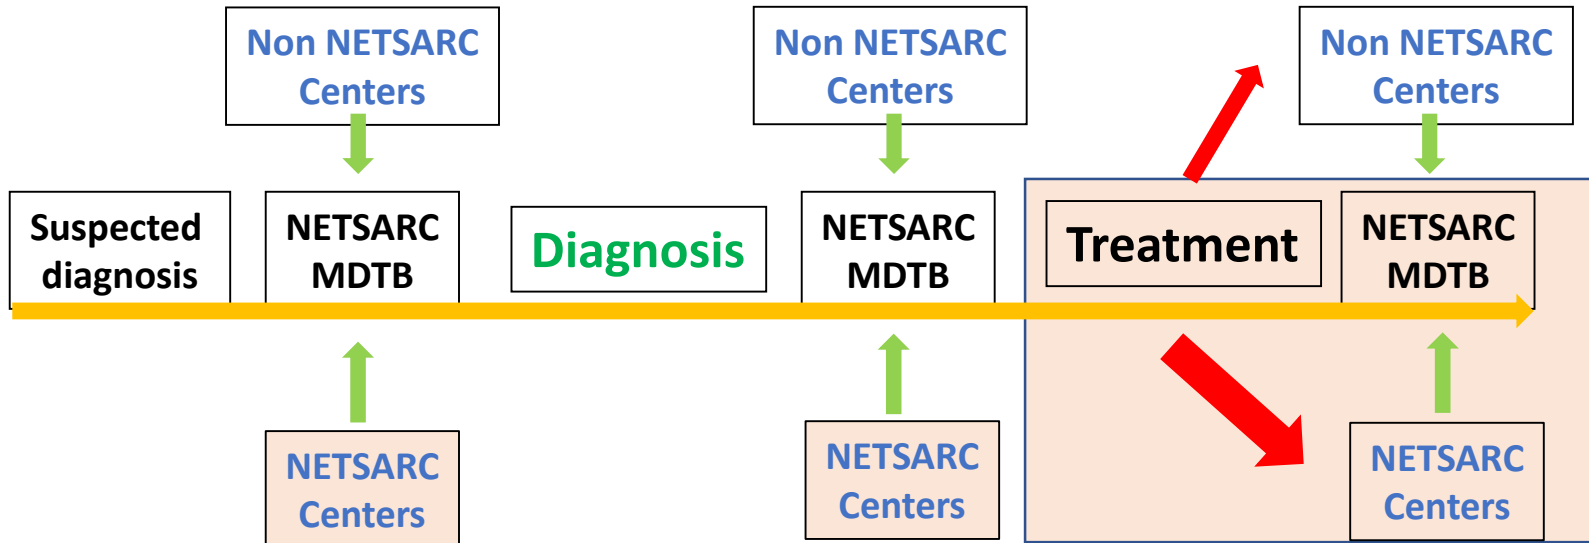 Non NETSARC
Centers
Non NETSARC
Centers
Non NETSARC
Centers
Suspected
diagnosis
NETSARC
MDTB
Diagnosis
NETSARC
MDTB
Treatment
NETSARC
MDTB
NETSARC
Centers
NETSARC
Centers
NETSARC
Centers